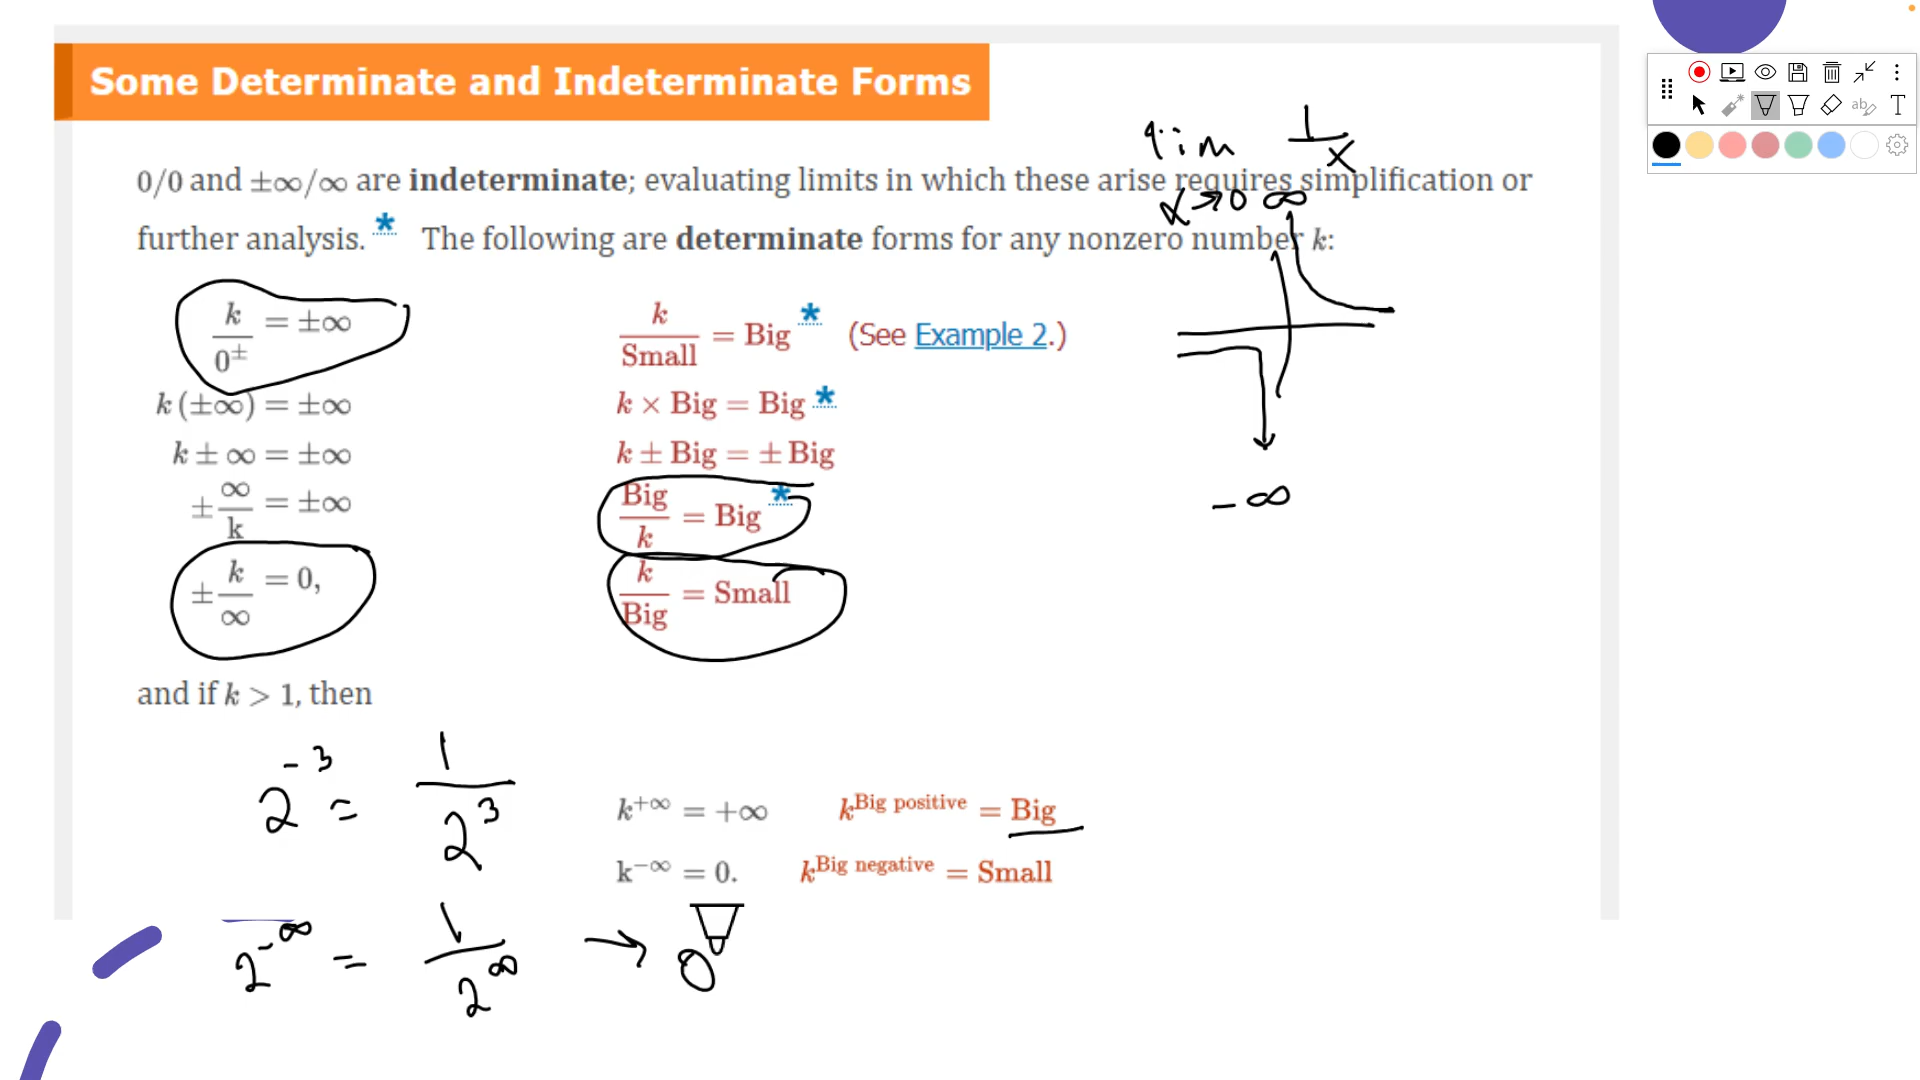 Some Determinate and Indeterminate Forms
lim 1/x
x→0
0/0 and ±∞/∞ are indeterminate; evaluating limits in which these arise requires simplification or
further analysis. * The following are determinate forms for any nonzero number k:
∞
k/0± = ±∞
k/Small = Big * (See Example 2.)
k (±∞) = ±∞
k × Big = Big *
k ± ∞ = ±∞
k ± Big = ± Big
± ∞/k = ±∞
Big/k = Big *
-∞
± k/∞ = 0,
k/Big = Small
and if k > 1, then
2^-3 = 1/2^3
k^+∞ = +∞ k^Big positive = Big
k^−∞ = 0. k^Big negative = Small
2^-∞ = 1/2^∞ → 0
ab
T